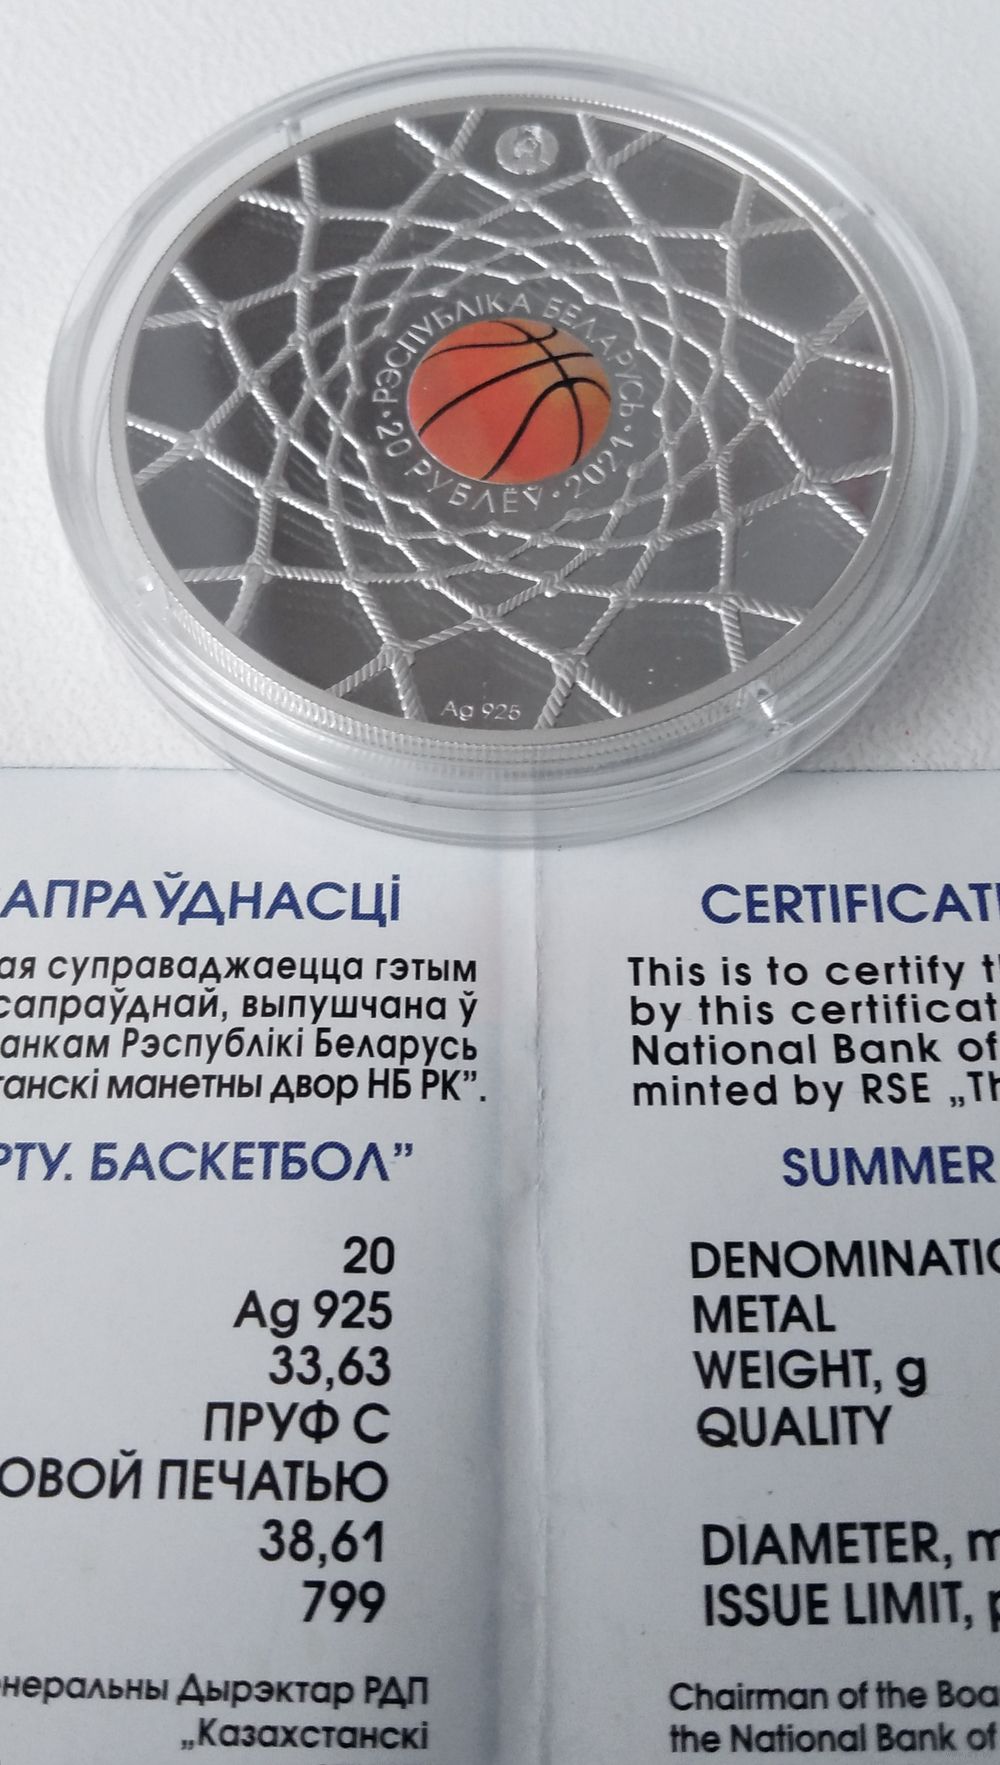 РЭСПУБЛІКА БЕЛАРУСЬ
· 20 РУБЛЁЎ · 2021 ·
Ag 925
АПРАЎДНАСЦІ
ая суправаджаецца гэтым
сапраўднай, выпушчана ў
анкам Рэспублікі Беларусь
танскі манетны двор НБ РК”.
РТУ. БАСКЕТБОЛ”
20
Ag 925
33,63
ПРУФ С
ОВОЙ ПЕЧАТЬЮ
38,61
799
неральны Дырэктар РДП
„Казахстанскі
CERTIFICAT
This is to certify t
by this certificat
National Bank of
minted by RSE „Th
SUMMER
DENOMINATIO
METAL
WEIGHT, g
QUALITY
DIAMETER, m
ISSUE LIMIT, p
Chairman of the Boa
the National Bank of